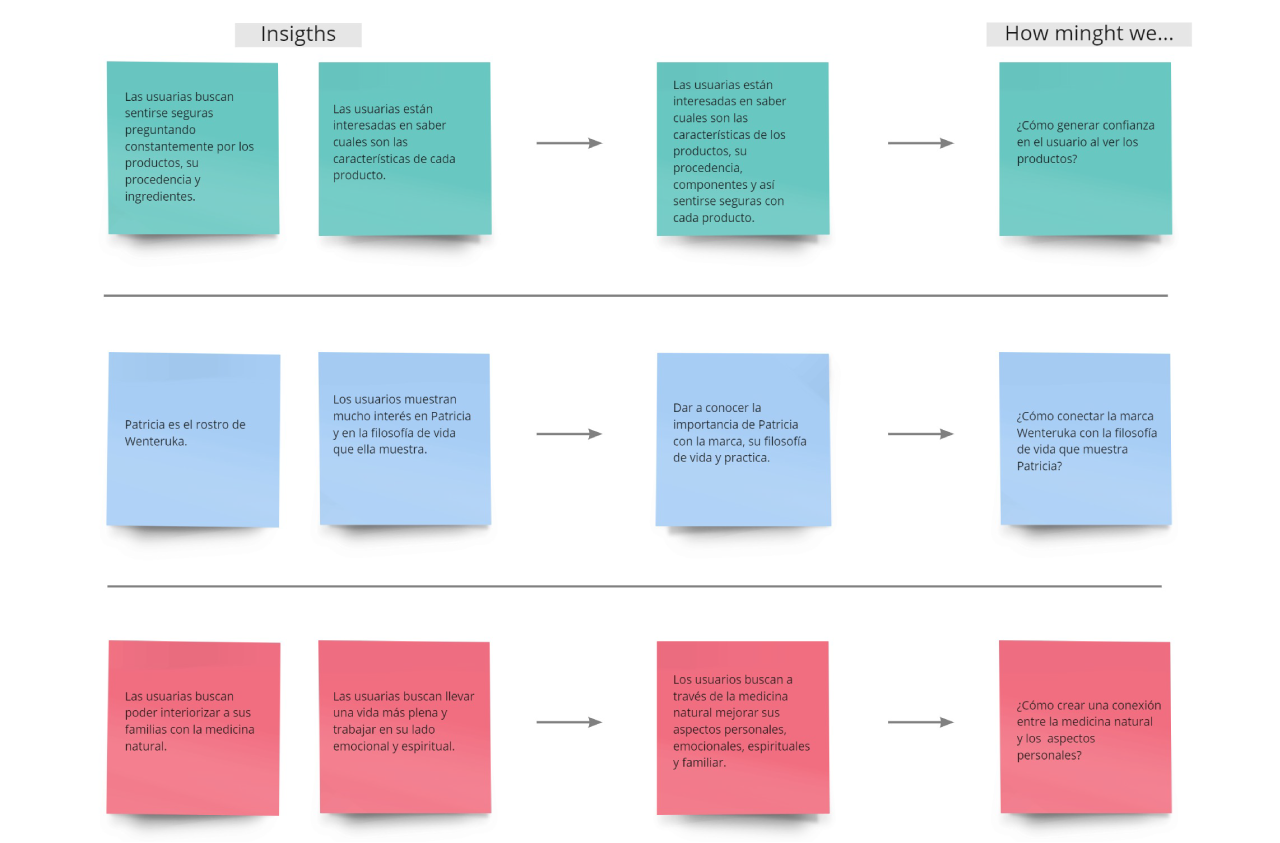 Insigths
How minght we...
Las usuarias buscan
sentirse seguras
preguntando
constantemente por los
productos, su
procedencia y
ingredientes.
Las usuarias están
interesadas en saber
cuales son las
características de cada
producto.
Las usuarias están
interesadas en saber
cuales son las
características de los
productos, su
procedencia,
componentes y así
sentirse seguras con
cada producto.
¿Cómo generar confianza
en el usuario al ver los
productos?
Patricia es el rostro de
Wenteruka.
Los usuarios muestran
mucho interés en Patricia
y en la filosofía de vida
que ella muestra.
Dar a conocer la
importancia de Patricia
con la marca, su filosofía
de vida y practica.
¿Cómo conectar la marca
Wenteruka con la filosofía
de vida que muestra
Patricia?
Las usuarias buscan
poder interiorizar a sus
familias con la medicina
natural.
Las usuarias buscan llevar
una vida más plena y
trabajar en su lado
emocional y espiritual.
Los usuarios buscan a
través de la medicina
natural mejorar sus
aspectos personales,
emocionales, espirituales
y familiar.
¿Cómo crear una conexión
entre la medicina natural
y los aspectos
personales?